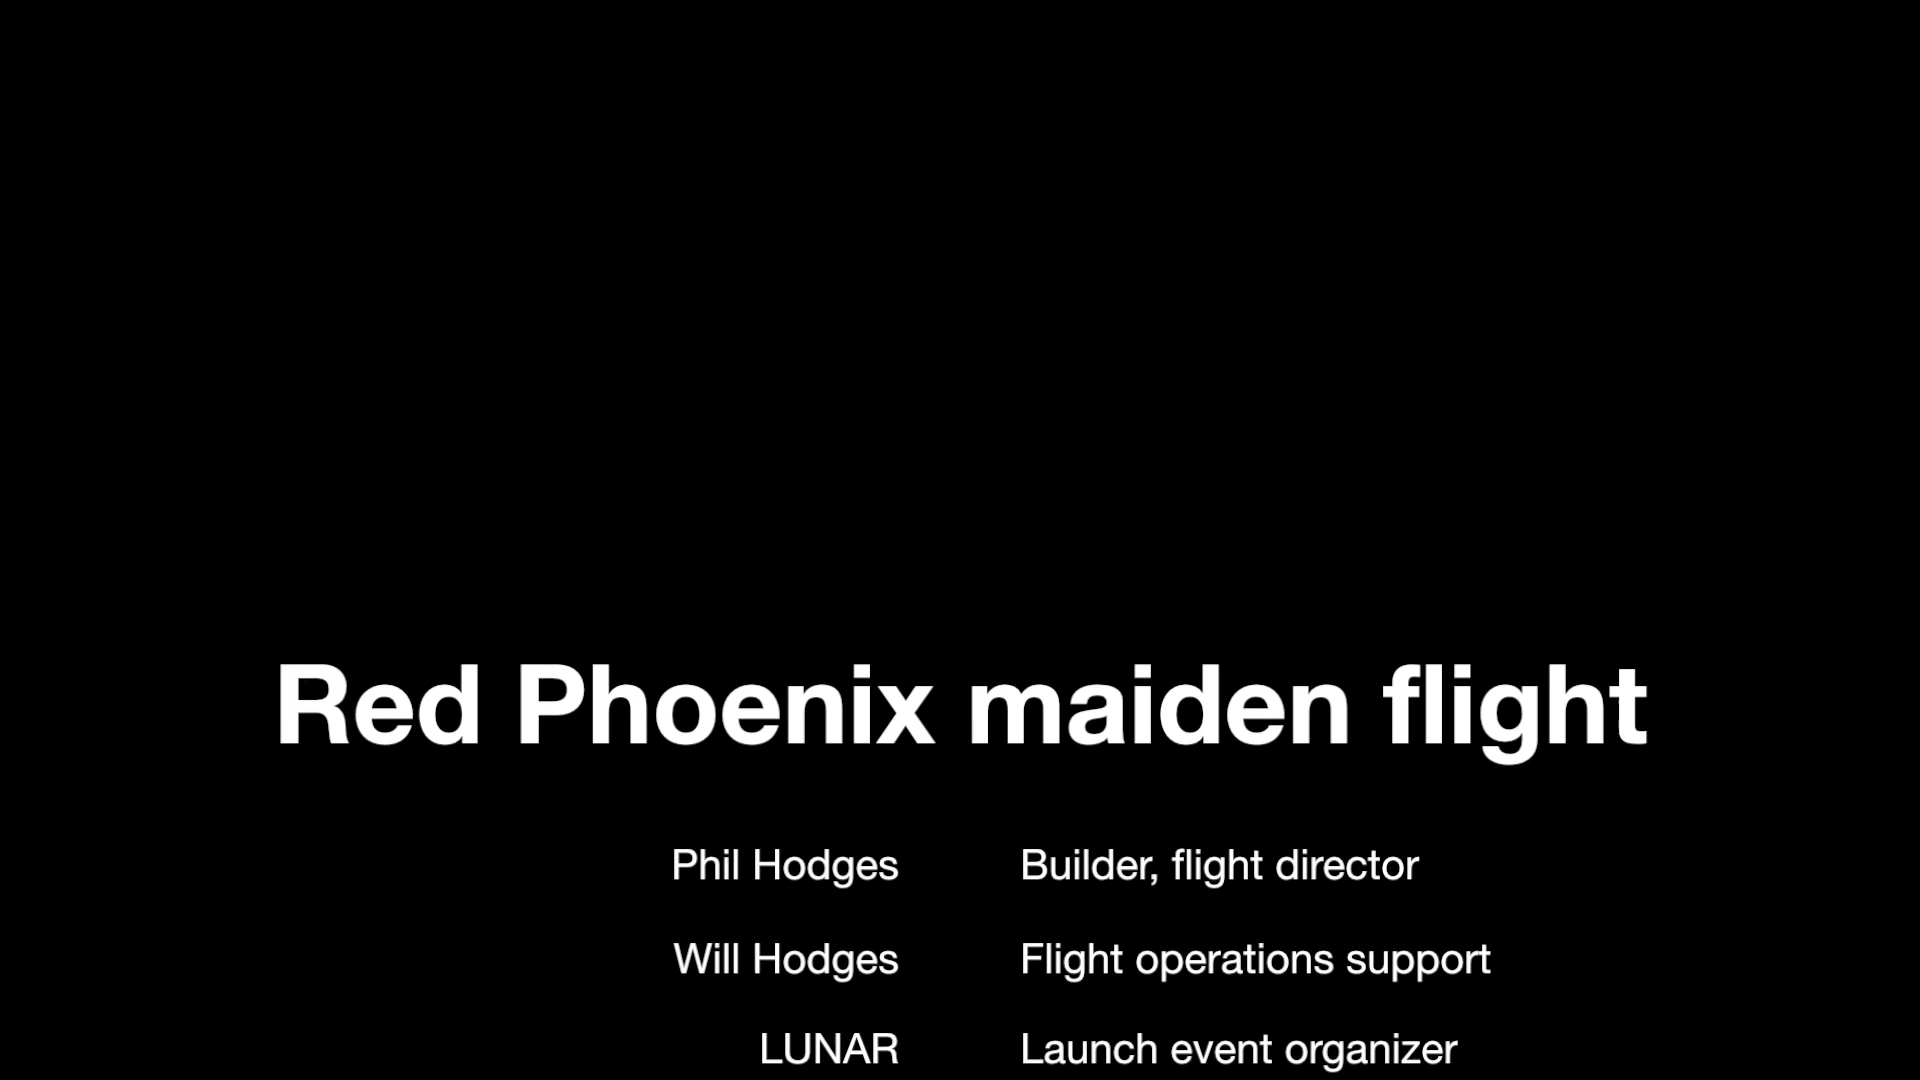 Red Phoenix maiden flight
Phil Hodges Builder, flight director
Will Hodges Flight operations support
LUNAR Launch event organizer